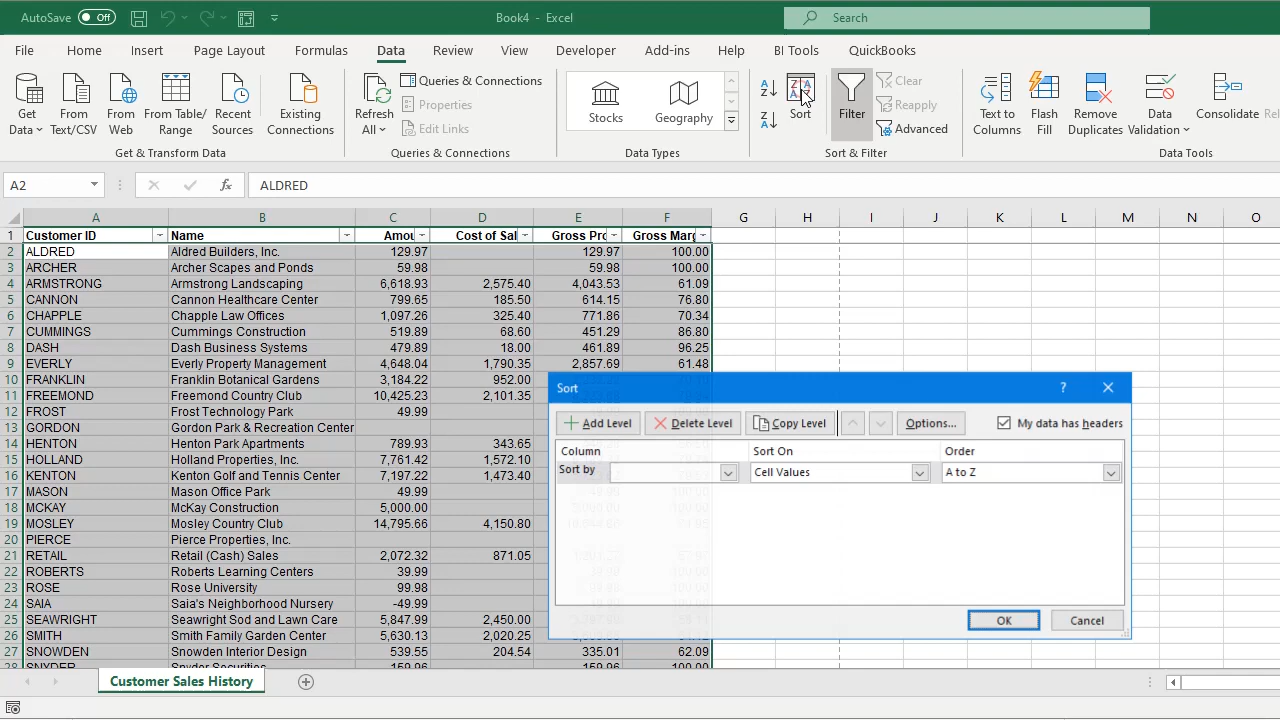 AutoSave Off Book4 - Excel Search
File Home Insert Page Layout Formulas Data Review View Developer Add-ins Help BI Tools QuickBooks
Get Data From Text/CSV From Web From Table/ Range Recent Sources Existing Connections
Get & Transform Data
Refresh All Queries & Connections Properties Edit Links
Queries & Connections
Stocks Geography
Data Types
Sort Filter Clear Reapply Advanced
Sort & Filter
Text to Columns Flash Fill Remove Duplicates Data Validation Consolidate Rel
Data Tools
A2 fx ALDRED
A B C D E F G H I J K L M N O
1 Customer ID Name Amou Cost of Sal Gross Pro Gross Marg
2 ALDRED Aldred Builders, Inc. 129.97 129.97 100.00
3 ARCHER Archer Scapes and Ponds 59.98 59.98 100.00
4 ARMSTRONG Armstrong Landscaping 6,618.93 2,575.40 4,043.53 61.09
5 CANNON Cannon Healthcare Center 799.65 185.50 614.15 76.80
6 CHAPPLE Chapple Law Offices 1,097.26 325.40 771.86 70.34
7 CUMMINGS Cummings Construction 519.89 68.60 451.29 86.80
8 DASH Dash Business Systems 479.89 18.00 461.89 96.25
9 EVERLY Everly Property Management 4,648.04 1,790.35 2,857.69 61.48
10 FRANKLIN Franklin Botanical Gardens 3,184.22 952.00
11 FREEMOND Freemond Country Club 10,425.23 2,101.35
12 FROST Frost Technology Park 49.99
13 GORDON Gordon Park & Recreation Center
14 HENTON Henton Park Apartments 789.93 343.65
15 HOLLAND Holland Properties, Inc. 7,761.42 1,572.10
16 KENTON Kenton Golf and Tennis Center 7,197.22 1,473.40
17 MASON Mason Office Park 49.99
18 MCKAY McKay Construction 5,000.00
19 MOSLEY Mosley Country Club 14,795.66 4,150.80
20 PIERCE Pierce Properties, Inc.
21 RETAIL Retail (Cash) Sales 2,072.32 871.05
22 ROBERTS Roberts Learning Centers 39.99
23 ROSE Rose University 99.98
24 SAIA Saia's Neighborhood Nursery -49.99
25 SEAWRIGHT Seawright Sod and Lawn Care 5,847.99 2,450.00
26 SMITH Smith Family Garden Center 5,630.13 2,020.25
27 SNOWDEN Snowden Interior Design 539.55 204.54 335.01 62.09
28 SNYDER Snyder Securities 159.96 159.96 100.00
Sort ?
Add Level Delete Level Copy Level Options... My data has headers
Column Sort On Order
Sort by Cell Values A to Z
OK Cancel
Customer Sales History